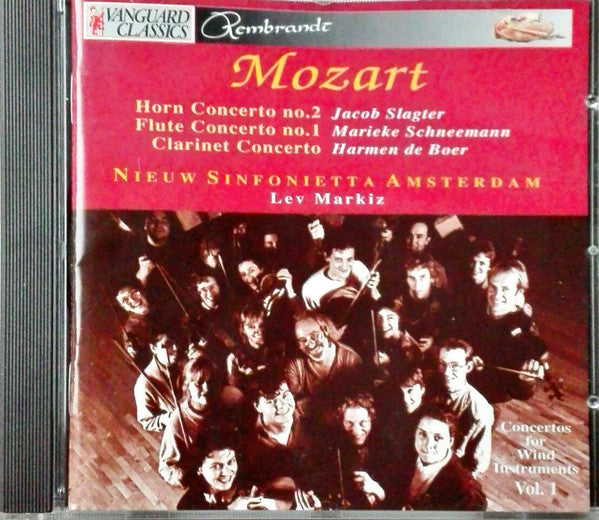 VANGUARD
CLASSICS
Rembrandt
Mozart
Horn Concerto no.2 Jacob Slagter
Flute Concerto no.1 Marieke Schneemann
Clarinet Concerto Harmen de Boer
NIEUW SINFONIETTA AMSTERDAM
Lev Markiz
Concertos
for
Wind
Instruments
Vol. 1